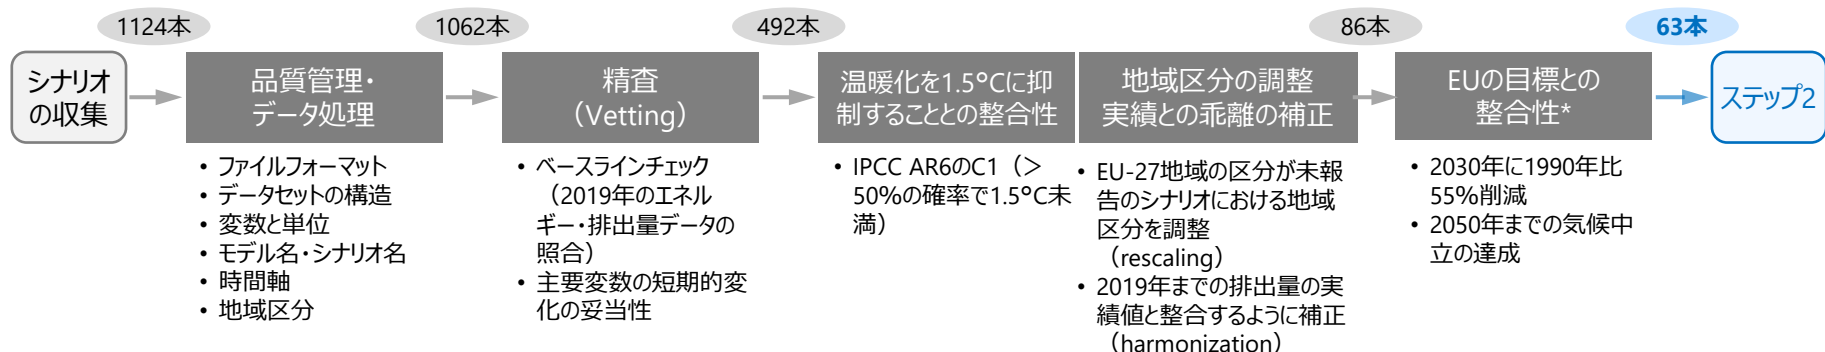 1124本
1062本
492本
86本
63本
シナリオ
の収集
品質管理・
データ処理
精査
（Vetting）
温暖化を1.5°Cに抑
制することとの整合性
地域区分の調整
実績との乖離の補正
EUの目標との
整合性*
ステップ2
• ファイルフォーマット
• データセットの構造
• 変数と単位
• モデル名・シナリオ名
• 時間軸
• 地域区分
• ベースラインチェック
（2019年のエネル
ギー・排出量データの
照合）
• 主要変数の短期的変
化の妥当性
• IPCC AR6のC1（＞
50%の確率で1.5°C未
満）
• EU-27地域の区分が未報
告のシナリオにおける地域
区分を調整
（rescaling）
• 2019年までの排出量の実
績値と整合するように補正
（harmonization）
• 2030年に1990年比
55%削減
• 2050年までの気候中
立の達成